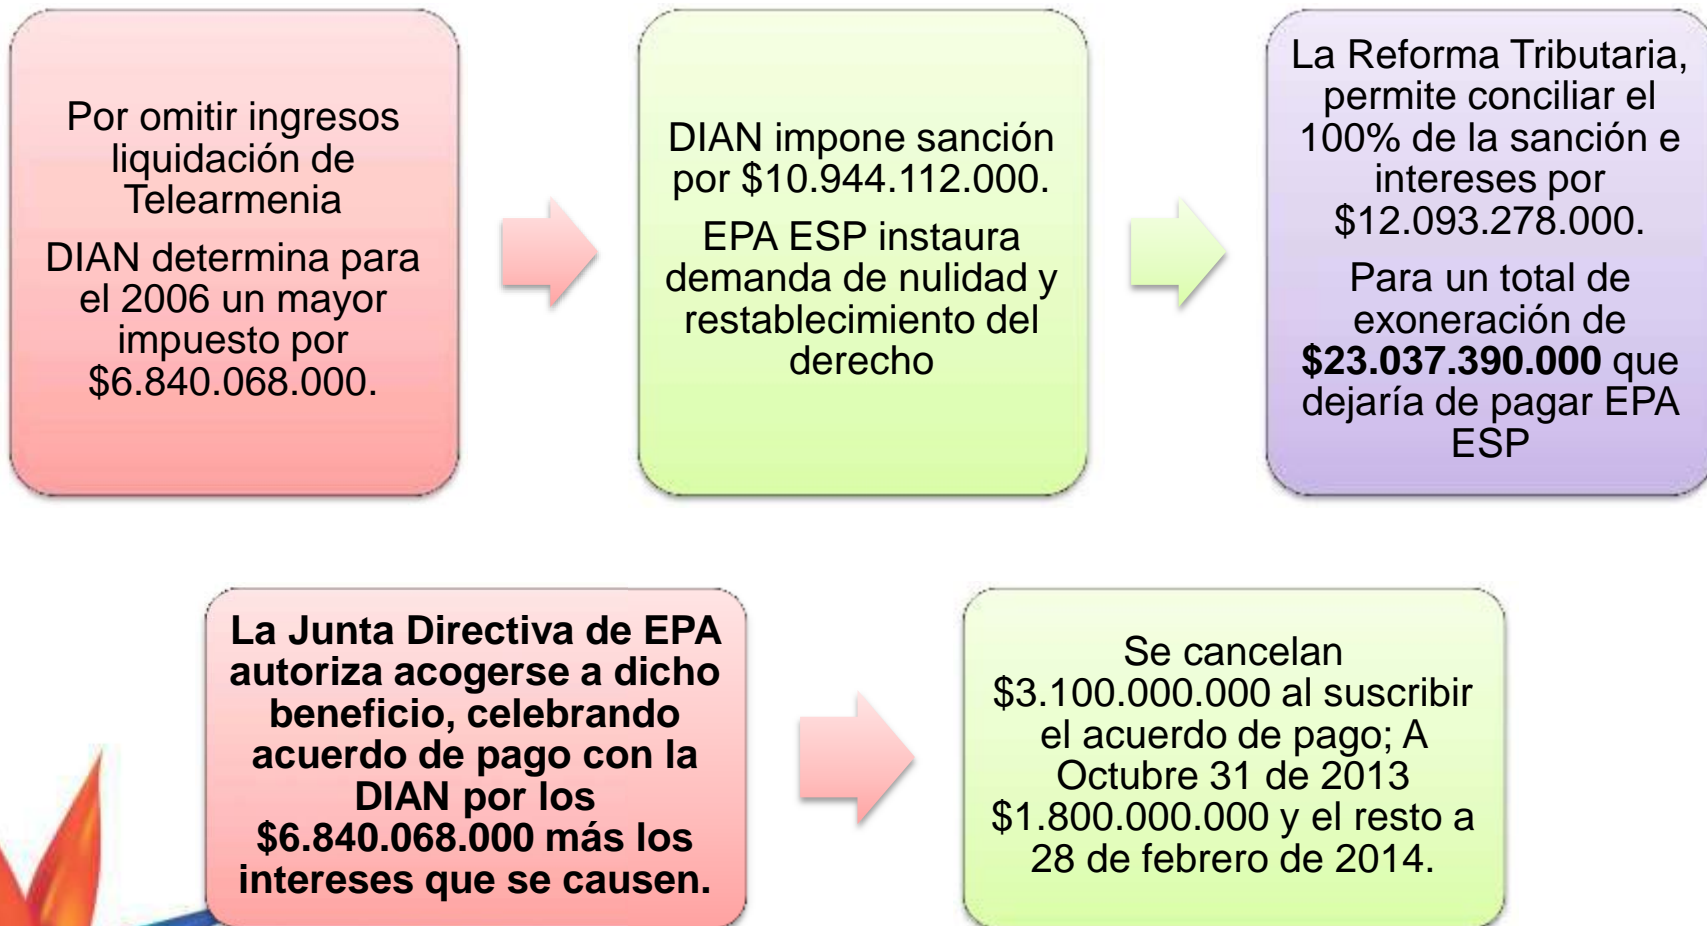 Por omitir ingresos
liquidación de
Telearmenia
DIAN determina para
el 2006 un mayor
impuesto por
$6.840.068.000.
DIAN impone sanción
por $10.944.112.000.
EPA ESP instaura
demanda de nulidad y
restablecimiento del
derecho
La Reforma Tributaria,
permite conciliar el
100% de la sanción e
intereses por
$12.093.278.000.
Para un total de
exoneración de
$23.037.390.000 que
dejaría de pagar EPA
ESP
La Junta Directiva de EPA
autoriza acogerse a dicho
beneficio, celebrando
acuerdo de pago con la
DIAN por los
$6.840.068.000 más los
intereses que se causen.
Se cancelan
$3.100.000.000 al suscribir
el acuerdo de pago; A
Octubre 31 de 2013
$1.800.000.000 y el resto a
28 de febrero de 2014.